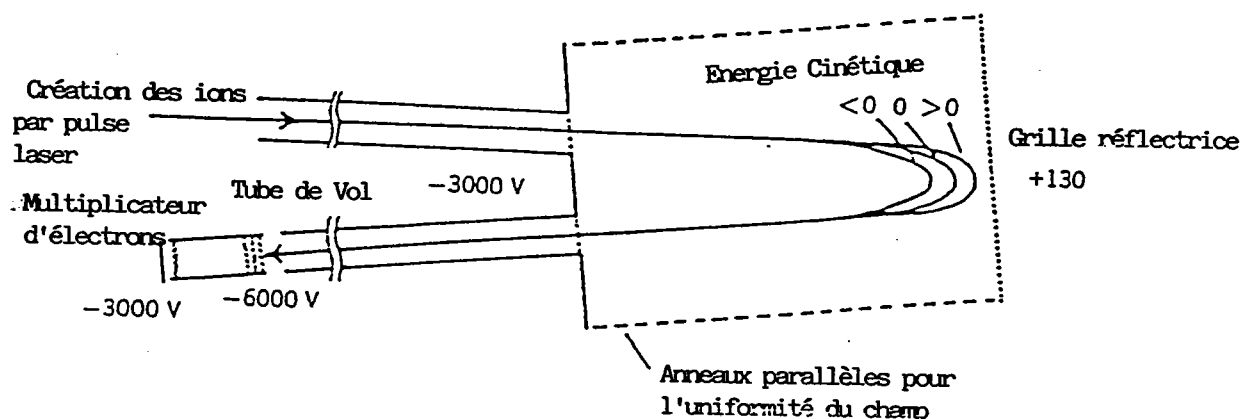 Création des ions
par pulse
laser
Tube de Vol
-3000 V
Multiplicateur
d'électrons
-3000 V
-6000 V
Energie Cinétique
<0 0 >0
Grille réflectrice
+130
Anneaux parallèles pour
l'uniformité du champ